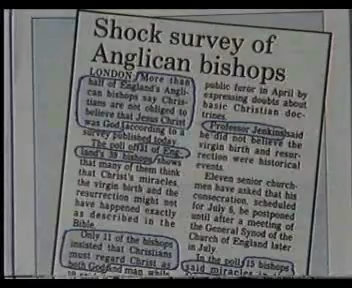 Shock survey of
Anglican bishops
LONDON: More than
half of England's Angli-
can bishops say Chris-
tians are not obliged to
believe that Jesus Christ
was God, according to a
survey published today.
The poll of 31 of Eng-
land's 39 bishops shows
that many of them think
that Christ's miracles,
the virgin birth and the
resurrection might not
have happened exactly
as described in the
Bible.
Only 11 of the bishops
insisted that Christians
must regard Christ as
both God and man, while
public furor in April by
expressing doubts about
basic Christian doc-
trines.
Professor Jenkins said
he did not believe the
virgin birth and resur-
rection were historical
events.
Eleven senior church-
men have asked that his
consecration, scheduled
for July 6, be postponed
until after a meeting of
the General Synod of the
Church of England later
in July.
In the poll, 15 bishops
said miracles in the